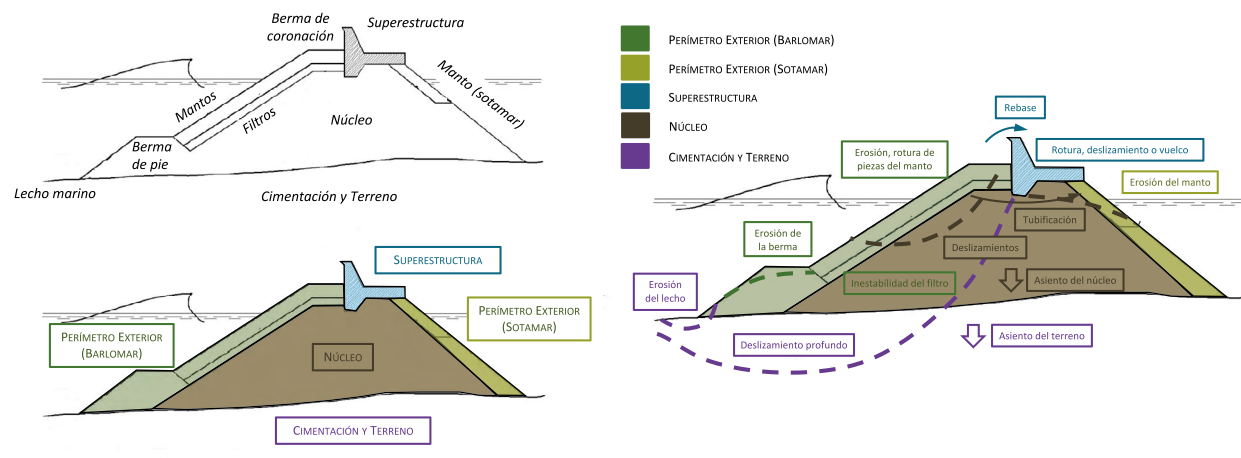 Berma de
coronación
Superestructura
Mantos
Filtros
Manto (sotamar)
Núcleo
Berma
de pie
Lecho marino
Cimentación y Terreno
Superestructura
Perímetro Exterior
(Barlomar)
Perímetro Exterior
(Sotamar)
Núcleo
Cimentación y Terreno
Perímetro Exterior (Barlomar)
Perímetro Exterior (Sotamar)
Superestructura
Núcleo
Cimentación y Terreno
Rebase
Erosión, rotura de
piezas del manto
Rotura, deslizamiento o vuelco
Erosión del manto
Tubificación
Erosión de
la berma
Deslizamientos
Inestabilidad del filtro
Asiento del núcleo
Erosión
del lecho
Deslizamiento profundo
Asiento del terreno